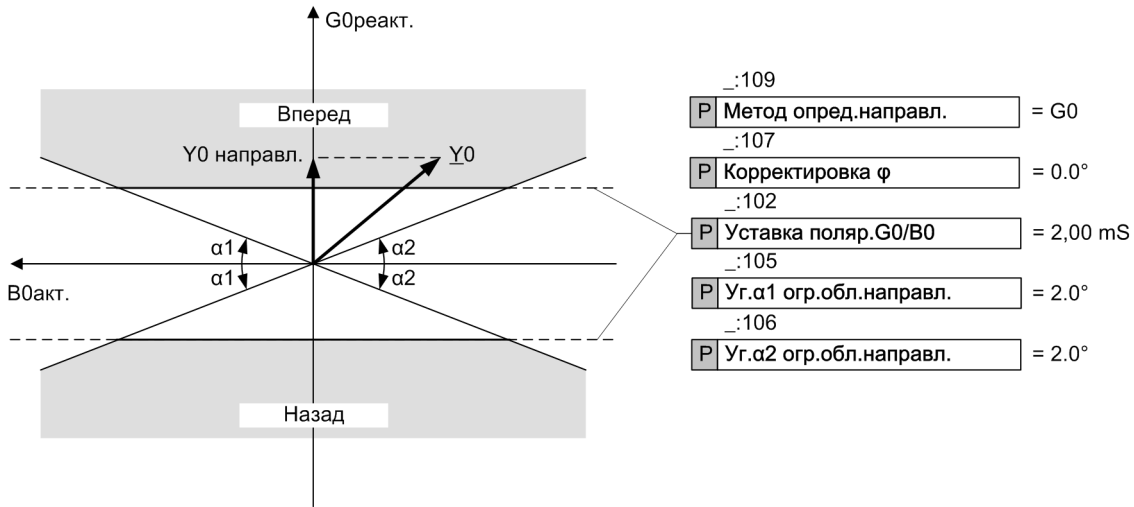 G0реакт.
Вперед
Y0 направл.
Y0
α1
α2
α1
α2
B0акт.
Назад
_:109
P Метод опред.направл. = G0
_:107
P Корректировка φ = 0.0°
_:102
P Уставка поляр.G0/B0 = 2,00 mS
_:105
P Уг.α1 огр.обл.направл. = 2.0°
_:106
P Уг.α2 огр.обл.направл. = 2.0°